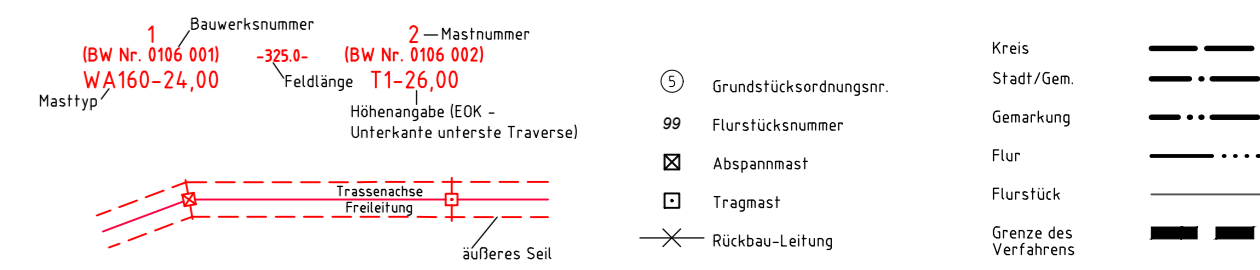 Bauwerksnummer
1
2 Mastnummer
(BW Nr. 0106 001) -325.0- (BW Nr. 0106 002)
WA160-24,00 Feldlänge T1-26,00
Masttyp
Höhenangabe (EOK -
Unterkante unterste Traverse)
Trassenachse
Freileitung
äußeres Seil
5 Grundstücksordnungsnr.
99 Flurstücksnummer
Abspannmast
Tragmast
Rückbau-Leitung
Kreis
Stadt/Gem.
Gemarkung
Flur
Flurstück
Grenze des
Verfahrens